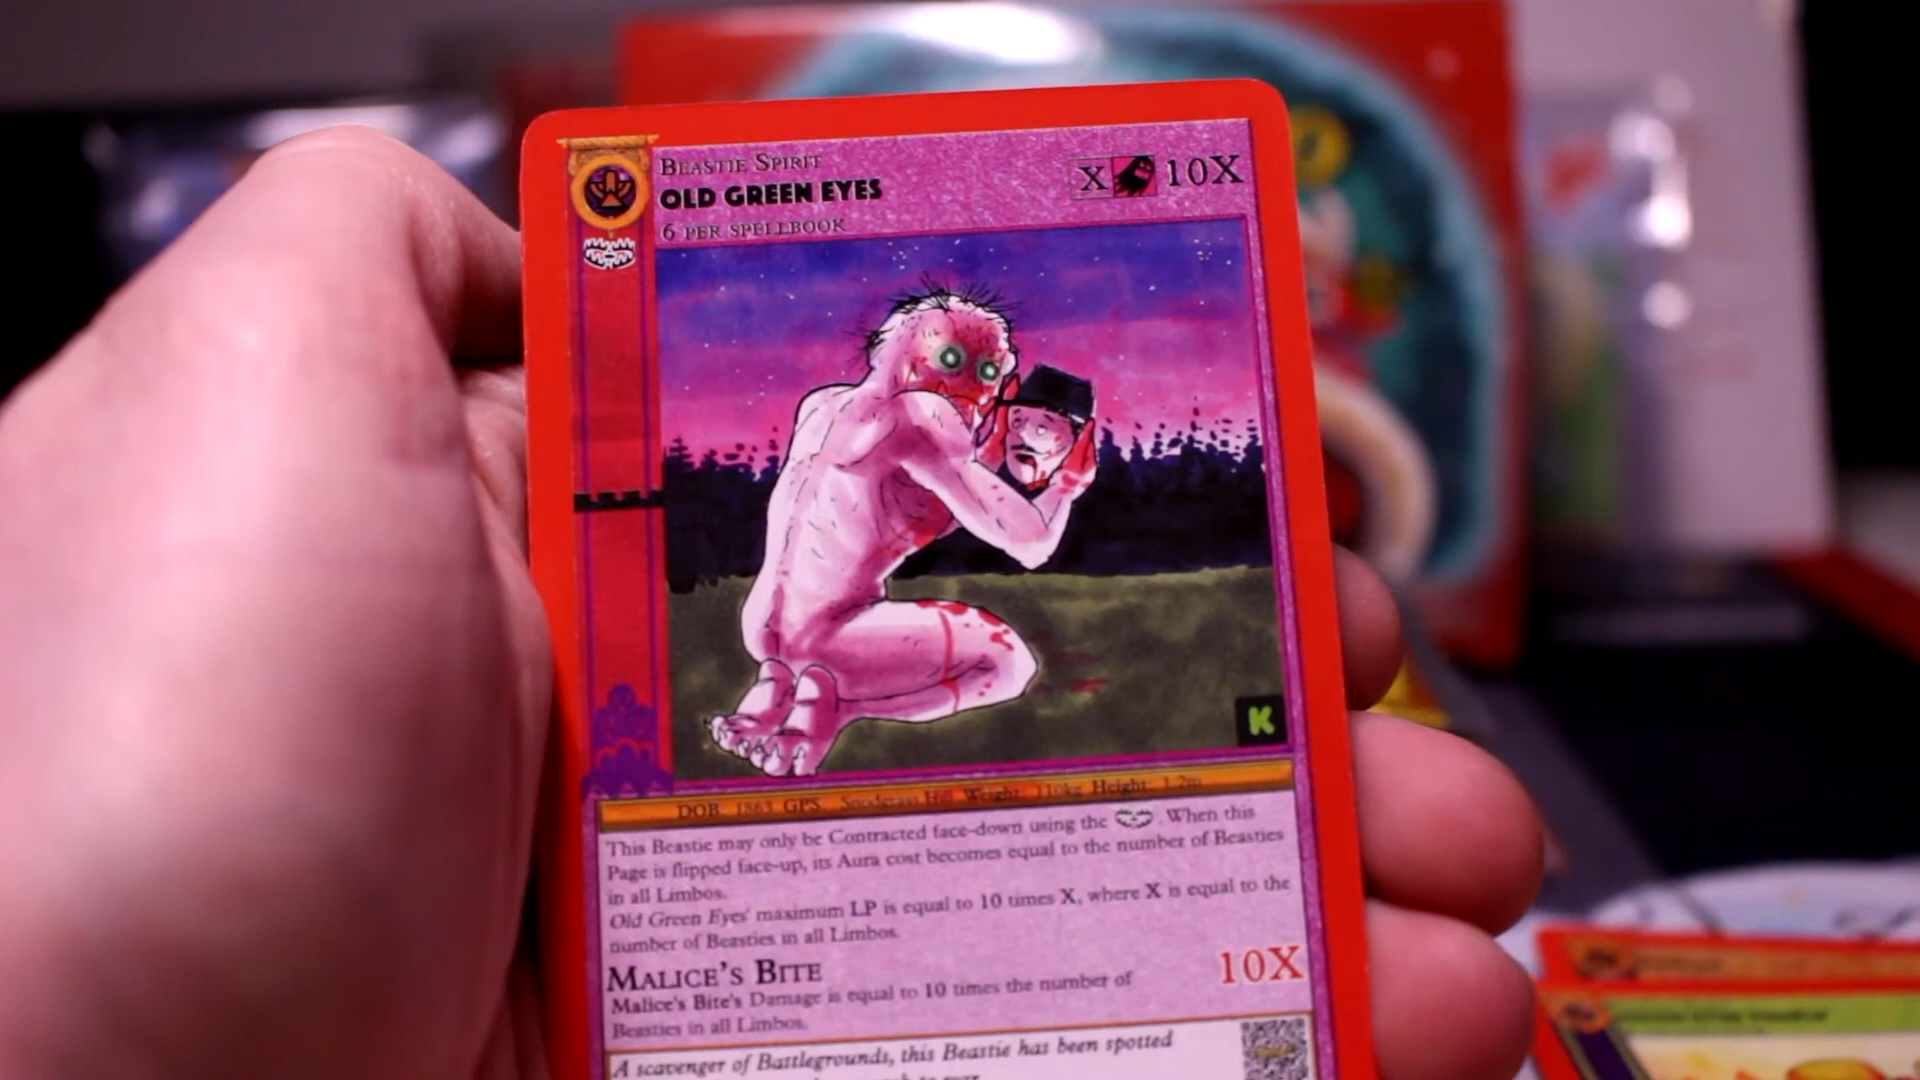 BEASTIE SPIRIT
OLD GREEN EYES
X 10X
6 PER SPELLBOOK
K
DOB: 1863 GPS: Snodgrass Hill Weight: 110kg Height: 1.2m
This Beastie may only be Contracted face-down using the . When this
Page is flipped face-up, its Aura cost becomes equal to the number of Beasties
in all Limbos.
Old Green Eyes' maximum LP is equal to 10 times X, where X is equal to the
number of Beasties in all Limbos.
MALICE'S BITE 10X
Malice's Bite's Damage is equal to 10 times the number of
Beasties in all Limbos.
A scavenger of Battlegrounds, this Beastie has been spotted